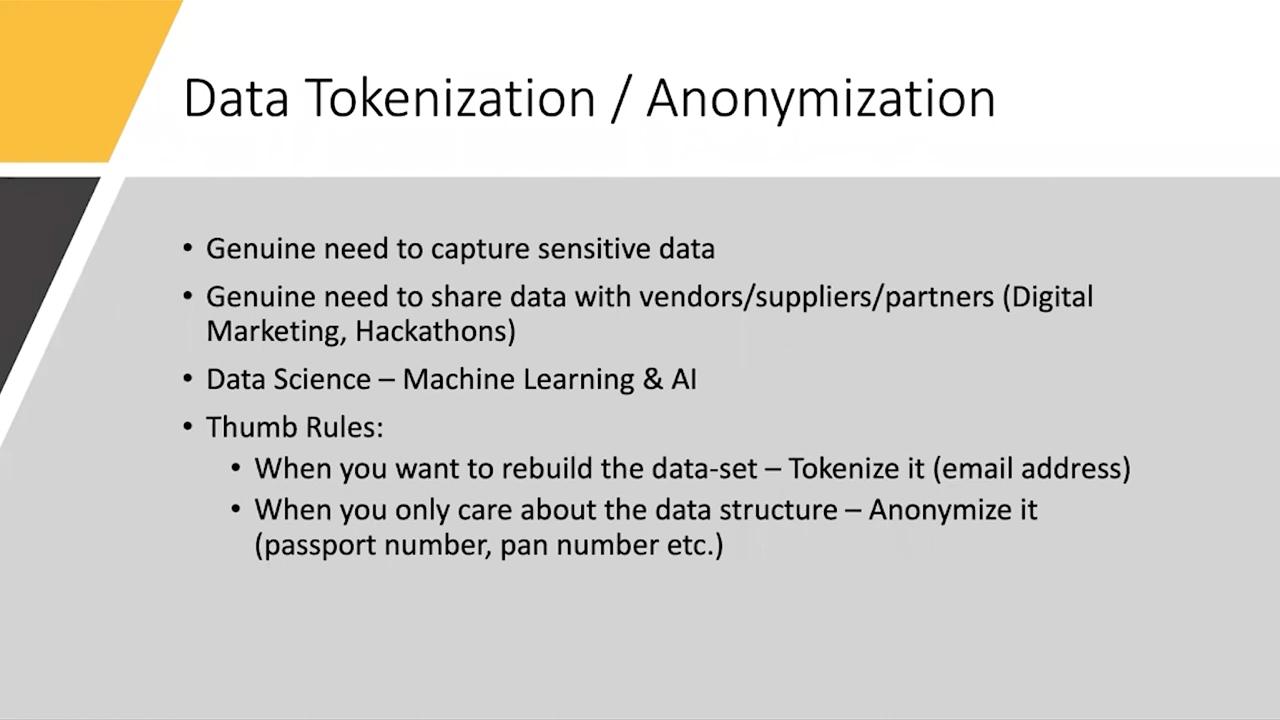 Data Tokenization / Anonymization
• Genuine need to capture sensitive data
• Genuine need to share data with vendors/suppliers/partners (Digital
Marketing, Hackathons)
• Data Science – Machine Learning & AI
• Thumb Rules:
• When you want to rebuild the data-set – Tokenize it (email address)
• When you only care about the data structure – Anonymize it
(passport number, pan number etc.)